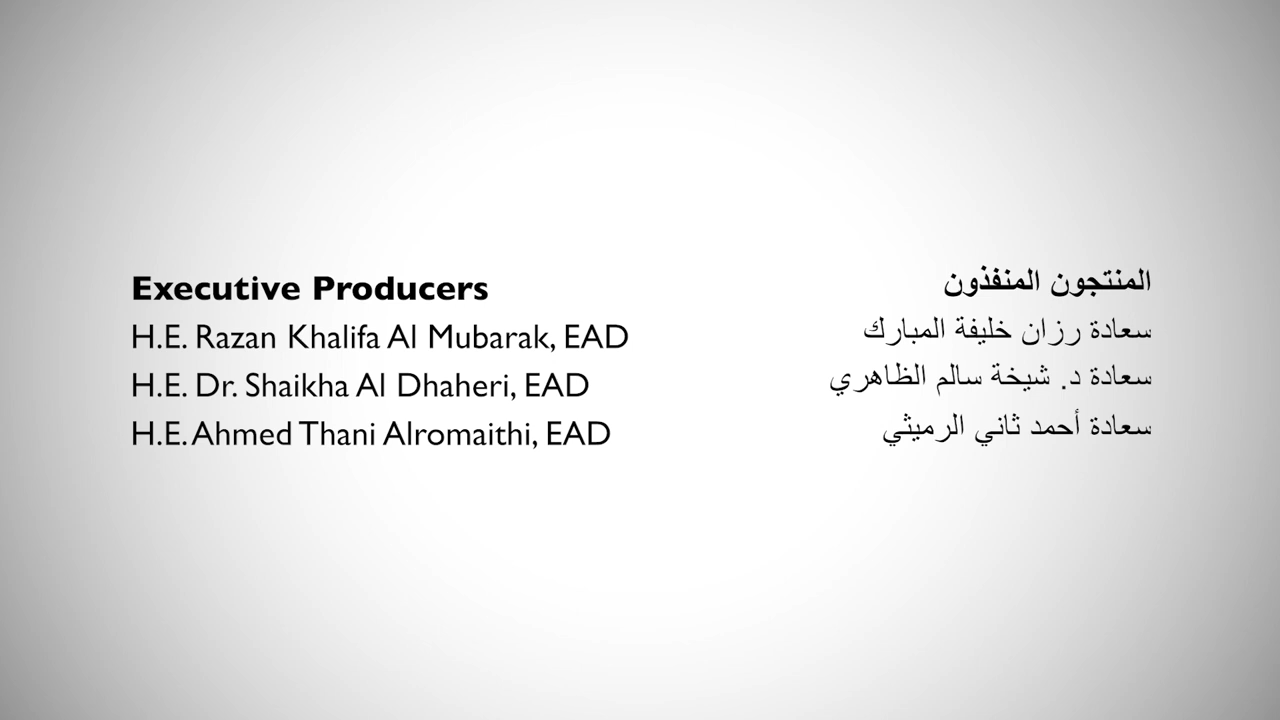 Executive Producers
H.E. Razan Khalifa Al Mubarak, EAD
H.E. Dr. Shaikha Al Dhaheri, EAD
H.E. Ahmed Thani Alromaithi, EAD
المنتجون المنفذون
سعادة رزان خليفة المبارك
سعادة د. شيخة سالم الظاهري
سعادة أحمد ثاني الرميثي